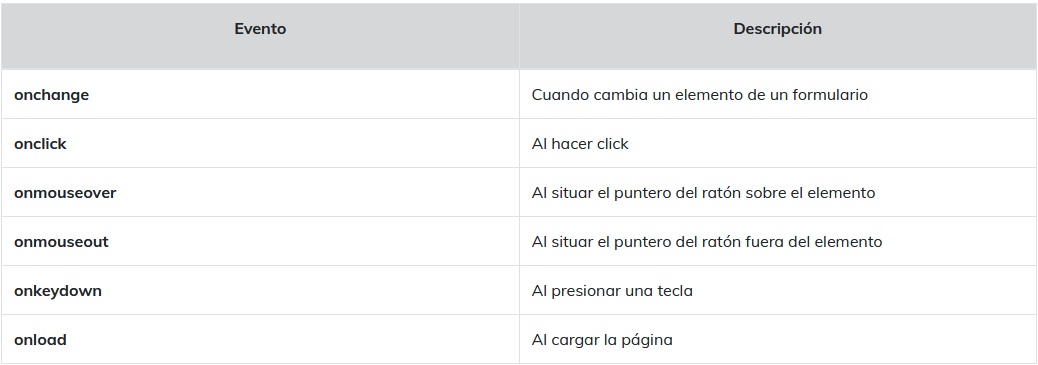 Evento Descripción
onchange Cuando cambia un elemento de un formulario
onclick Al hacer click
onmouseover Al situar el puntero del ratón sobre el elemento
onmouseout Al situar el puntero del ratón fuera del elemento
onkeydown Al presionar una tecla
onload Al cargar la página